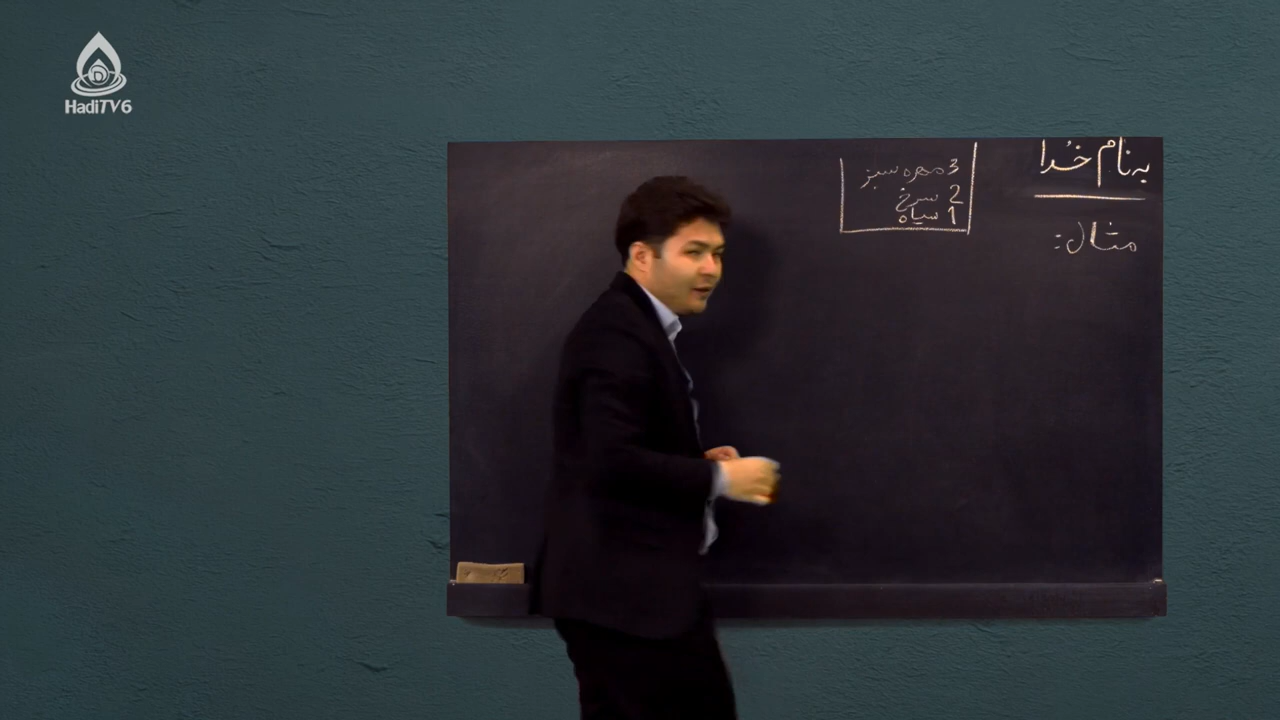 HadiTV6
به نام خدا
مثال:
3 مهره سبز
2 سرخ
1 سیاه